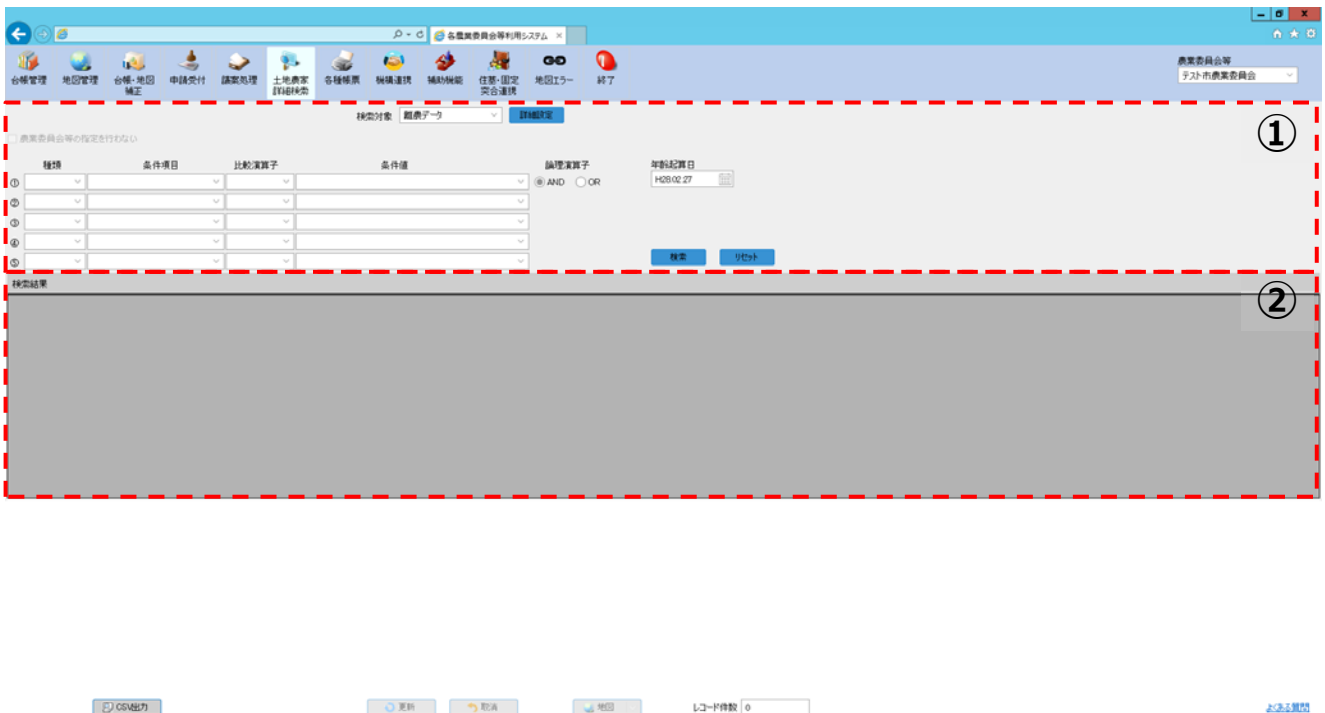 各農業委員会等利用システム ×
台帳管理 地図管理 台帳・地図補正 申請受付 議案処理 土地農家詳細検索 各種帳票 機構連携 補助機能 住基・固定突合連携 地図エラー 終了
農業委員会等
テスト市農業委員会
検索対象 離農データ 詳細設定
①
農業委員会等の指定を行わない
種類 条件項目 比較演算子 条件値 論理演算子 年齢起算日
① AND OR H28.02.27
②
③
④
⑤ 検索 リセット
検索結果
②
CSV出力 更新 取消 地図 レコード件数 0 よくある質問